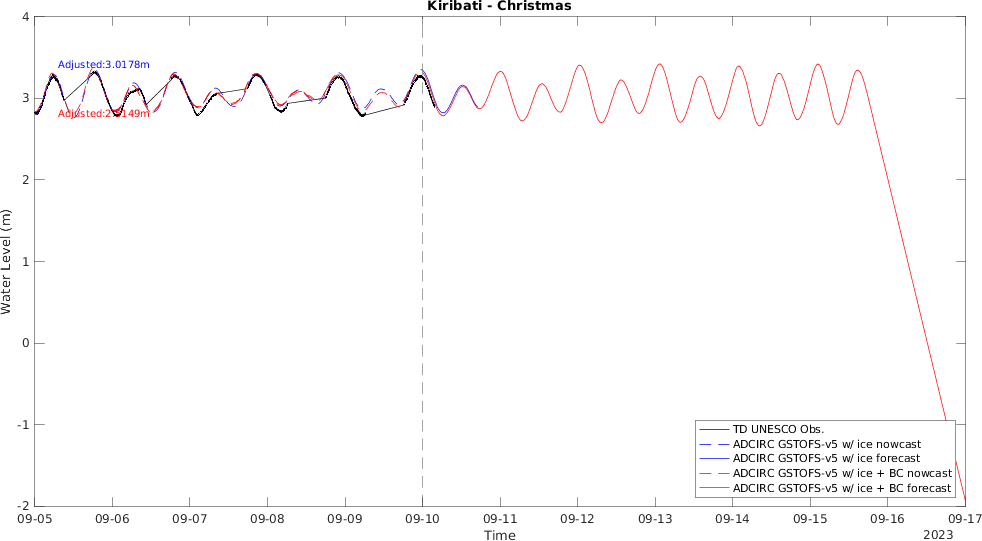 Kiribati - Christmas
Water Level (m)
4
3
2
1
0
-1
-2
Adjusted:3.0178m
TD UNESCO Obs.
ADCIRC GSTOFS-v5 w/ ice nowcast
ADCIRC GSTOFS-v5 w/ ice forecast
ADCIRC GSTOFS-v5 w/ ice + BC nowcast
ADCIRC GSTOFS-v5 w/ ice + BC forecast
09-05 09-06 09-07 09-08 09-09 09-10 09-11 09-12 09-13 09-14 09-15 09-16 09-17
Time
2023